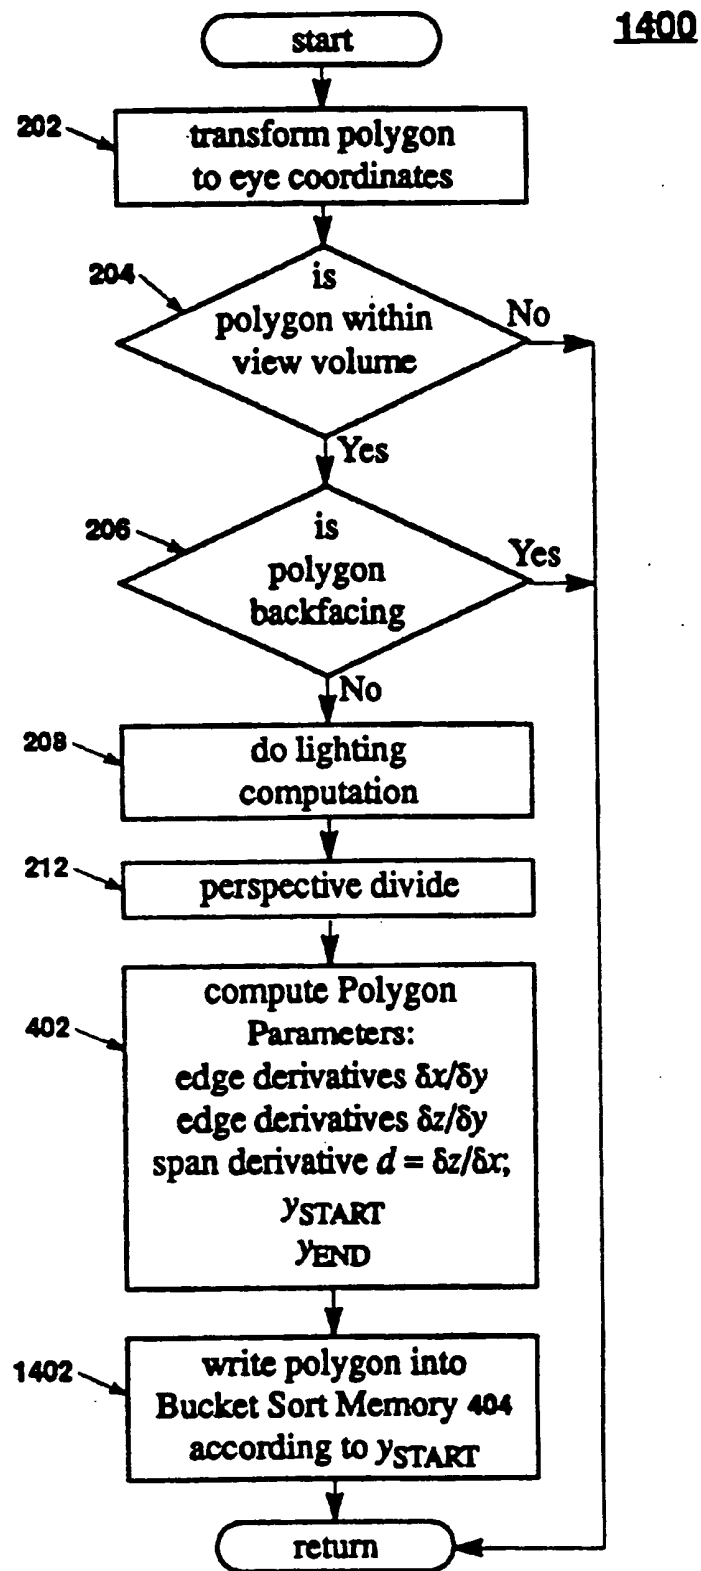 1400
start
202
transform polygon
to eye coordinates
204
is
polygon within
view volume
No
Yes
206
is
polygon
backfacing
Yes
No
208
do lighting
computation
212
perspective divide
402
compute Polygon
Parameters:
edge derivatives δx/δy
edge derivatives δz/δy
span derivative d = δz/δx;
ySTART
yEND
1402
write polygon into
Bucket Sort Memory 404
according to ySTART
return